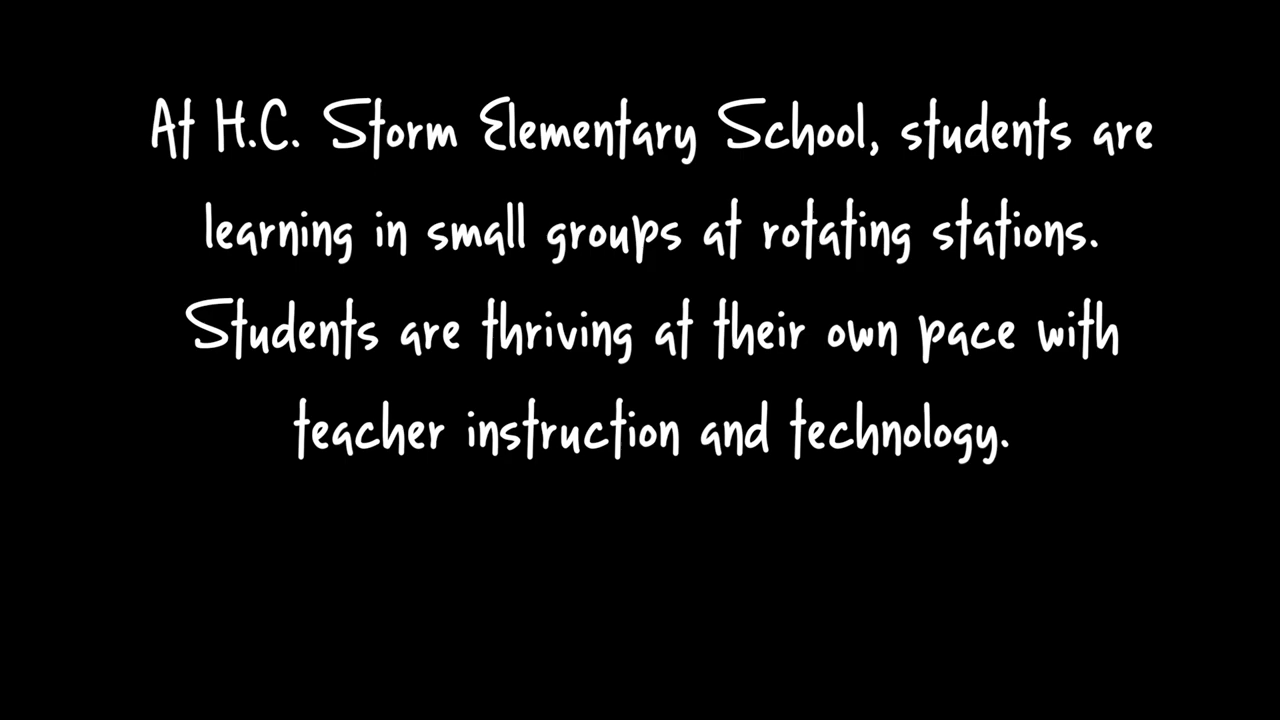 At H.C. Storm Elementary School, students are
learning in small groups at rotating stations.
Students are thriving at their own pace with
teacher instruction and technology.